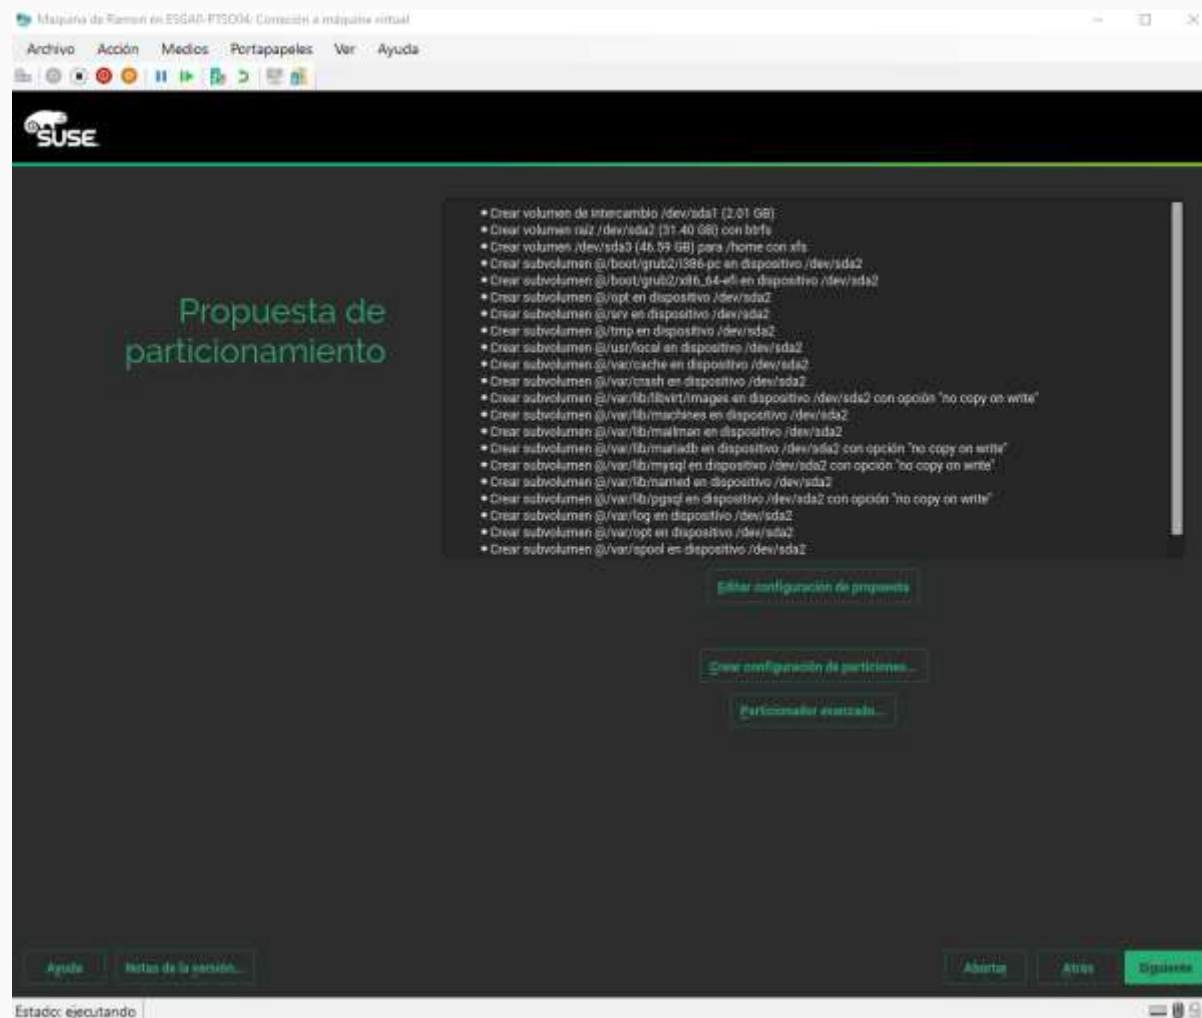 Maquina de Ramon en ESGAR-PTSO04: Conexión a máquina virtual
Archivo Acción Medios Portapapeles Ver Ayuda
SUSE
Propuesta de
particionamiento
• Crear volumen de intercambio /dev/sda1 (2.01 GB)
• Crear volumen raíz /dev/sda2 (31.40 GB) con btrfs
• Crear volumen /dev/sda3 (46.59 GB) para /home con xfs
• Crear subvolumen @/boot/grub2/i386-pc en dispositivo /dev/sda2
• Crear subvolumen @/boot/grub2/x86_64-efi en dispositivo /dev/sda2
• Crear subvolumen @/opt en dispositivo /dev/sda2
• Crear subvolumen @/srv en dispositivo /dev/sda2
• Crear subvolumen @/tmp en dispositivo /dev/sda2
• Crear subvolumen @/usr/local en dispositivo /dev/sda2
• Crear subvolumen @/var/cache en dispositivo /dev/sda2
• Crear subvolumen @/var/crash en dispositivo /dev/sda2
• Crear subvolumen @/var/lib/libvirt/images en dispositivo /dev/sda2 con opción "no copy on write"
• Crear subvolumen @/var/lib/machines en dispositivo /dev/sda2
• Crear subvolumen @/var/lib/mailman en dispositivo /dev/sda2
• Crear subvolumen @/var/lib/mariadb en dispositivo /dev/sda2 con opción "no copy on write"
• Crear subvolumen @/var/lib/mysql en dispositivo /dev/sda2 con opción "no copy on write"
• Crear subvolumen @/var/lib/named en dispositivo /dev/sda2
• Crear subvolumen @/var/lib/pgsql en dispositivo /dev/sda2 con opción "no copy on write"
• Crear subvolumen @/var/log en dispositivo /dev/sda2
• Crear subvolumen @/var/opt en dispositivo /dev/sda2
• Crear subvolumen @/var/spool en dispositivo /dev/sda2
Editar configuración de propuesta
Crear configuración de particiones...
Particionador avanzado...
Ayuda Notas de la versión... Abortar Atrás Siguiente
Estado: ejecutando